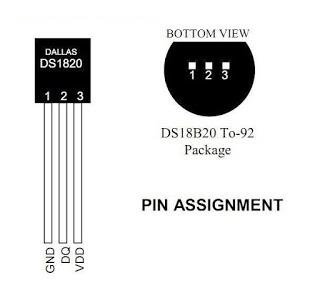 DALLAS
DS1820
1 2 3
GND
DQ
VDD
BOTTOM VIEW
1 2 3
DS18B20 To-92
Package
PIN ASSIGNMENT